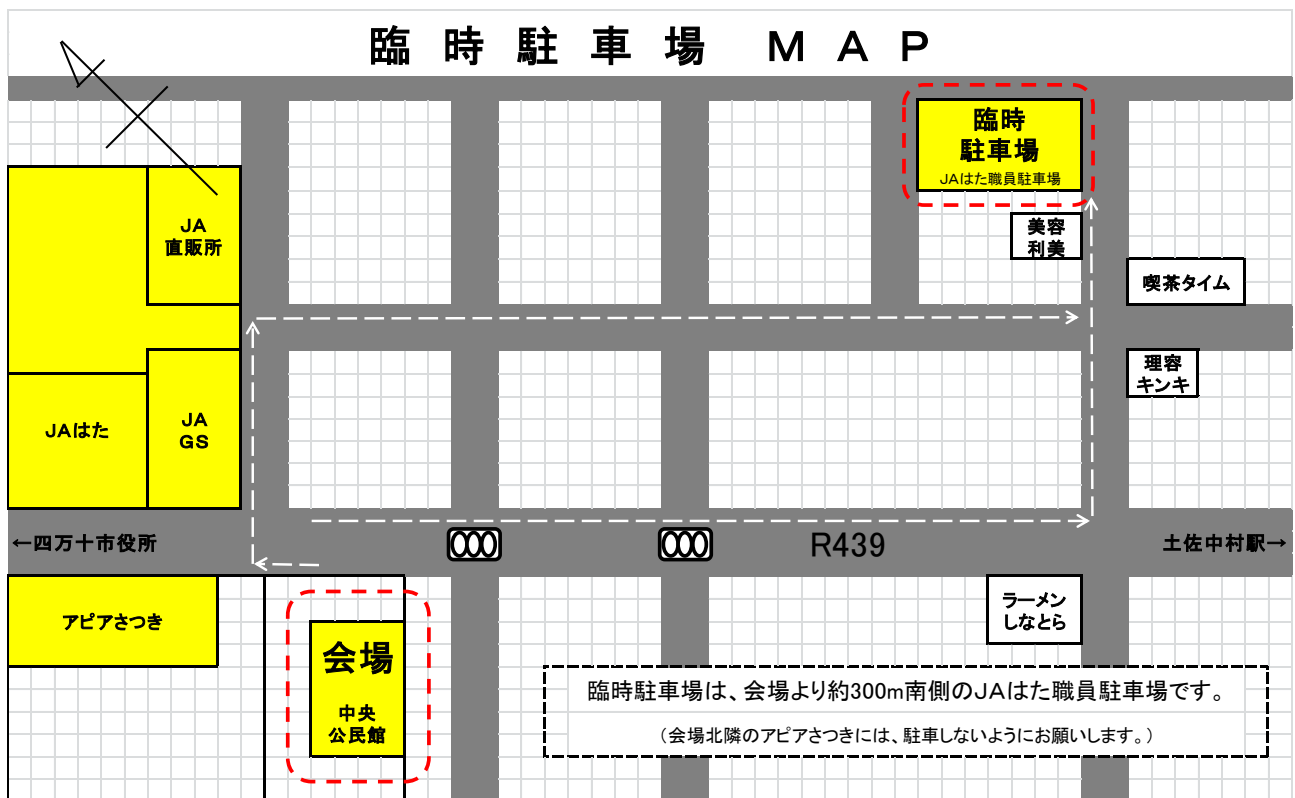 臨時駐車場 MAP
臨時
駐車場
JAはた職員駐車場
JA
直販所
美容
利美
喫茶タイム
理容
キンキ
JAはた
JA
GS
←四万十市役所
R439
土佐中村駅→
アピアさつき
ラーメン
しなとら
会場
中央
公民館
臨時駐車場は、会場より約300m南側のJAはた職員駐車場です。
（会場北隣のアピアさつきには、駐車しないようにお願いします。）